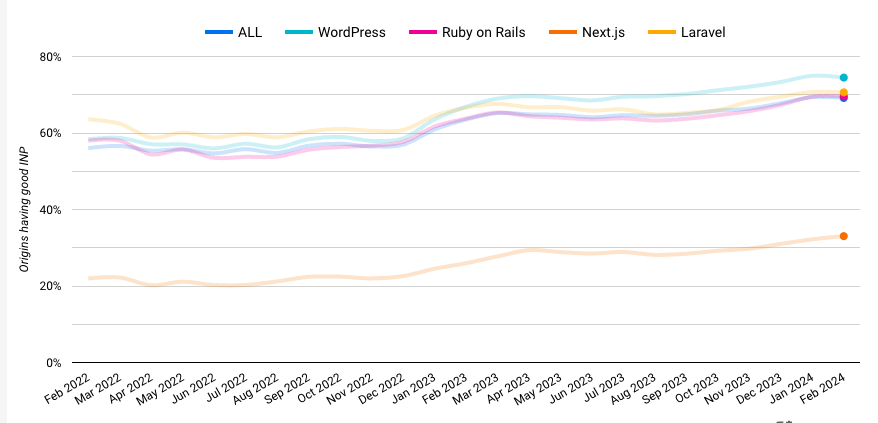 ALL WordPress Ruby on Rails Next.js Laravel
80%
60%
40%
20%
0%
Origins having good INP
Feb 2022 Mar 2022 Apr 2022 May 2022 Jun 2022 Jul 2022 Aug 2022 Sep 2022 Oct 2022 Nov 2022 Dec 2022 Jan 2023 Feb 2023 Mar 2023 Apr 2023 May 2023 Jun 2023 Jul 2023 Aug 2023 Sep 2023 Oct 2023 Nov 2023 Dec 2023 Jan 2024 Feb 2024